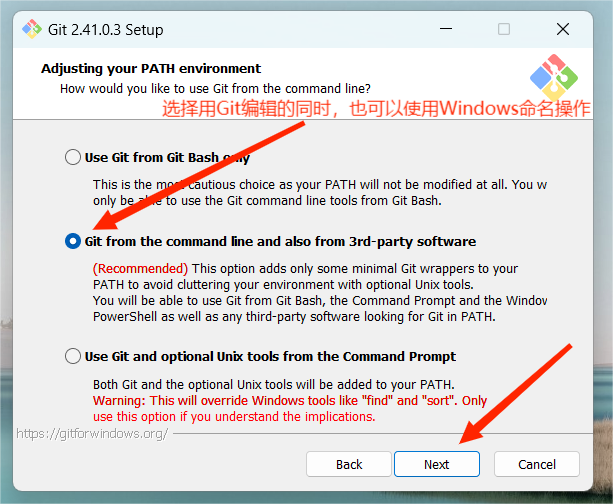 Git 2.41.0.3 Setup
Adjusting your PATH environment
How would you like to use Git from the command line?
选择用Git编辑的同时，也可以使用Windows命名操作
Use Git from Git Bash only
This is the most cautious choice as your PATH will not be modified at all. You w
only be able to use the Git command line tools from Git Bash.
Git from the command line and also from 3rd-party software
(Recommended) This option adds only some minimal Git wrappers to your
PATH to avoid cluttering your environment with optional Unix tools.
You will be able to use Git from Git Bash, the Command Prompt and the Window
PowerShell as well as any third-party software looking for Git in PATH.
Use Git and optional Unix tools from the Command Prompt
Both Git and the optional Unix tools will be added to your PATH.
Warning: This will override Windows tools like "find" and "sort". Only
use this option if you understand the implications.
https://gitforwindows.org/
Back
Next
Cancel